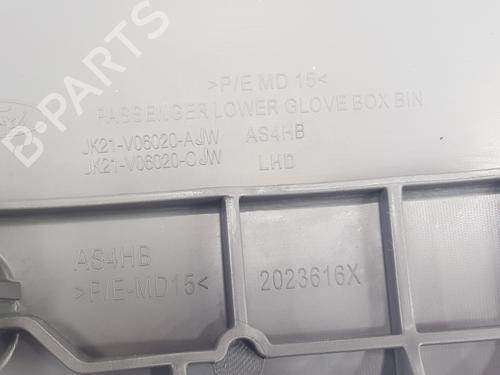 >P/E MD 15<
PASSENGER LOWER GLOVE BOX BIN
JK21-V06020-AJW AS4HB
JK21-V06020-CJW LHD
AS4HB
>P/E-MD15<
2023616X
B-PARTS